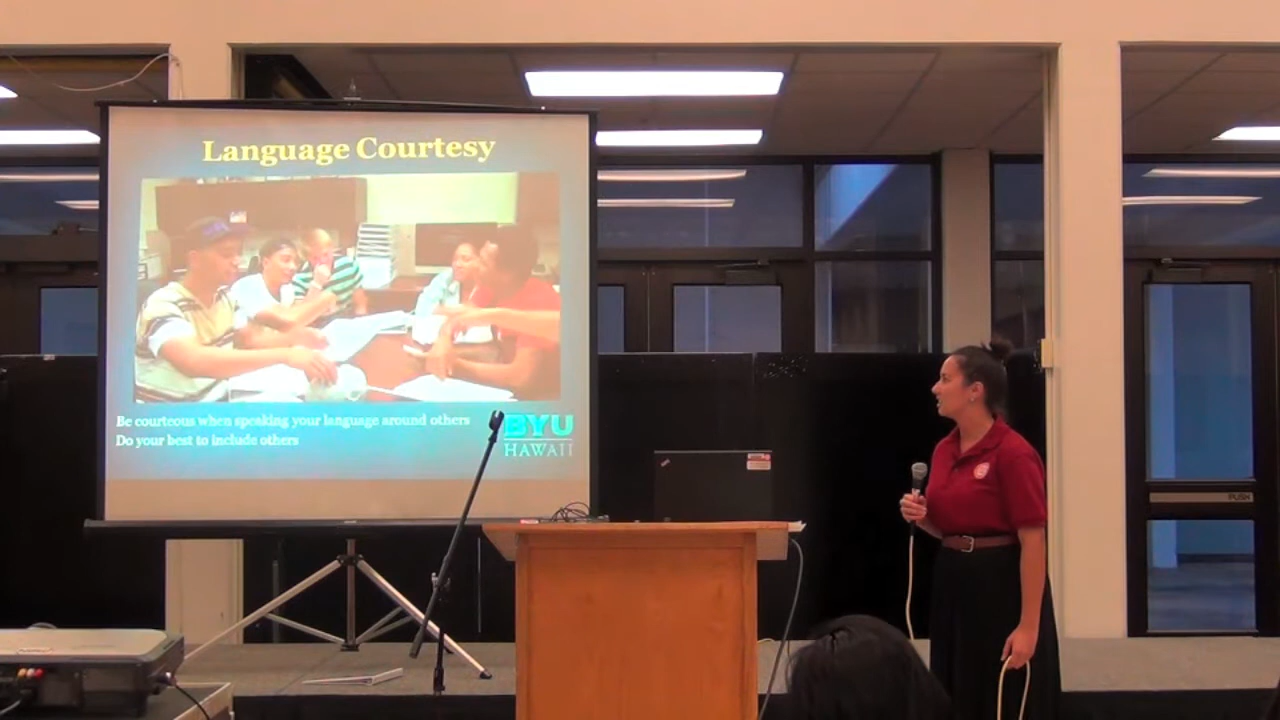 Language Courtesy
Be courteous when speaking your language around others
Do your best to include others
BYU
HAWAII
PUSH